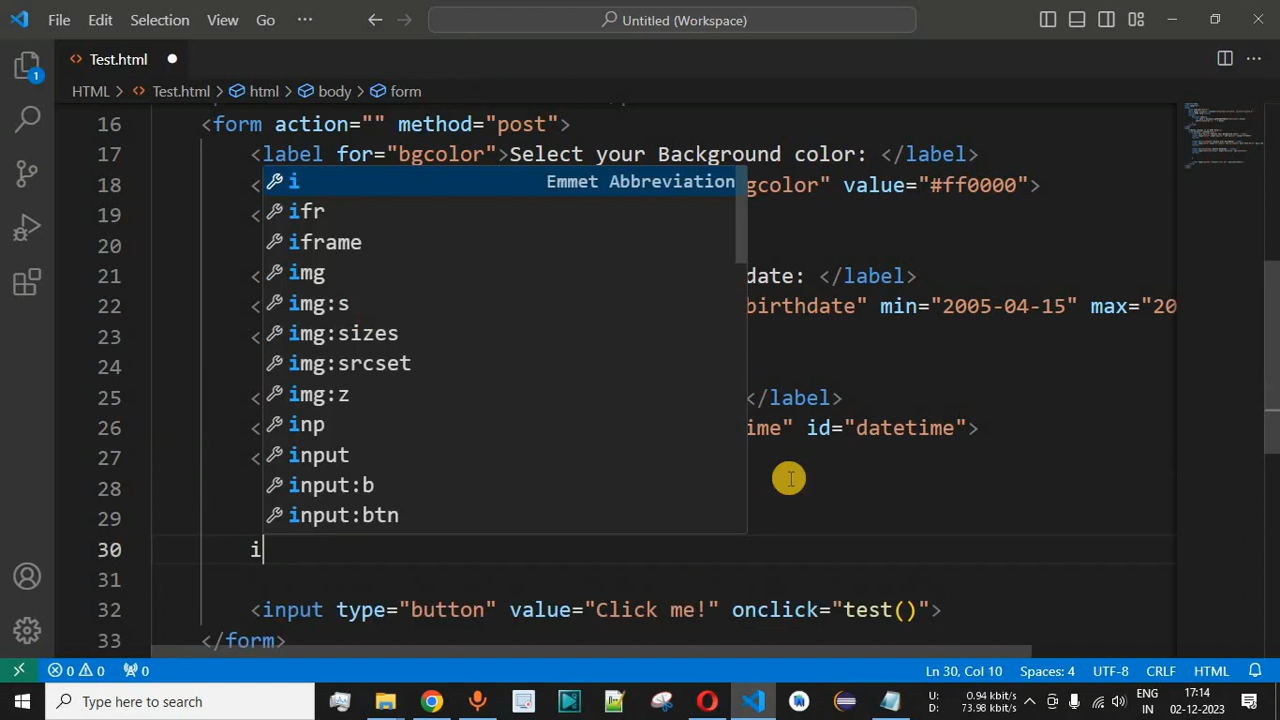 File Edit Selection View Go ··· Untitled (Workspace)
Test.html
HTML > Test.html > html > body > form
16 <form action="" method="post">
17 <label for="bgcolor">Select your Background color: </label>
18 gcolor" value="#ff0000">
19 <
20
21 < date: </label>
22 < birthdate" min="2005-04-15" max="20
23 <
24
25 < </label>
26 < ime" id="datetime">
27 <
28
29
30 i
31
32 <input type="button" value="Click me!" onclick="test()">
33 </form>
i Emmet Abbreviation
ifr
iframe
img
img:s
img:sizes
img:srcset
img:z
inp
input
input:b
input:btn
1
0 0 0 Ln 30, Col 10 Spaces: 4 UTF-8 CRLF HTML
Type here to search
U: 0.94 kbit/s
D: 73.98 kbit/s
ENG
IN
17:14
02-12-2023